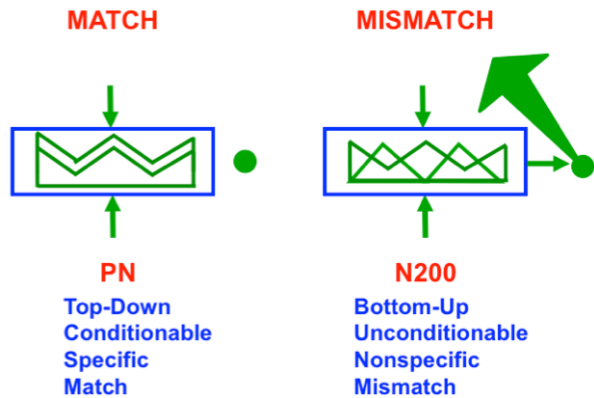 MATCH
MISMATCH
PN
Top-Down
Conditionable
Specific
Match
N200
Bottom-Up
Unconditionable
Nonspecific
Mismatch